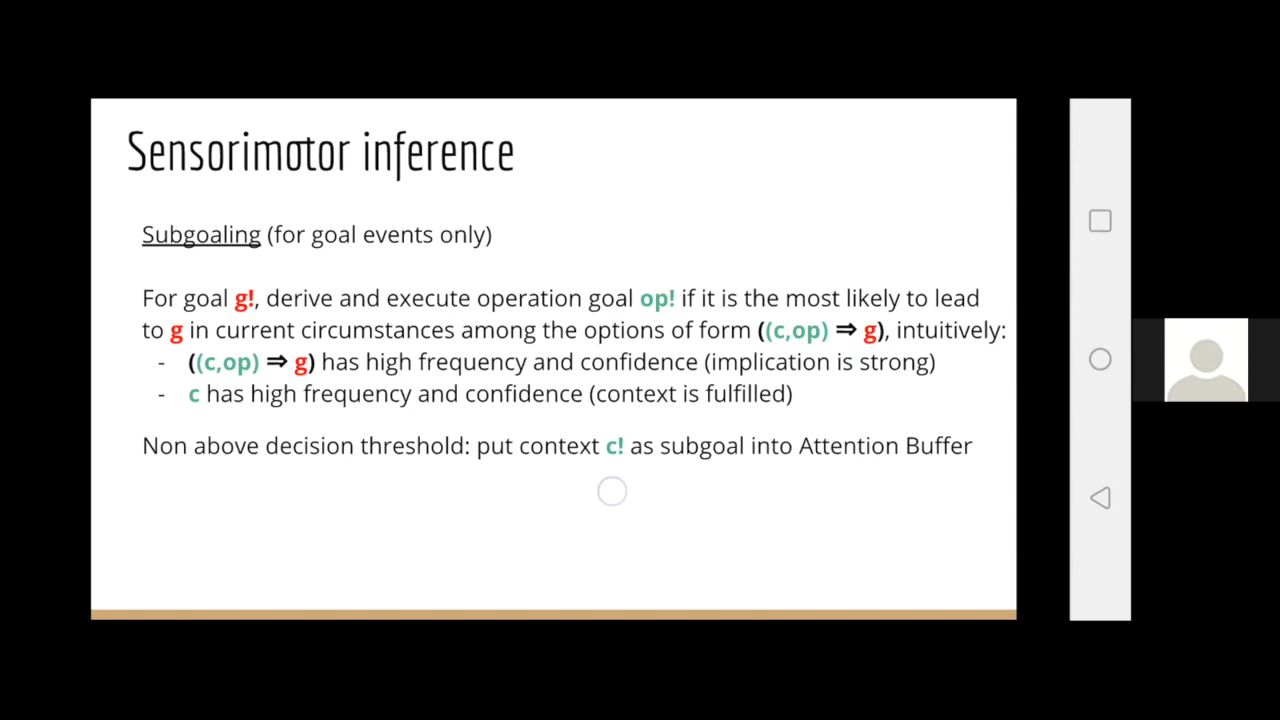 Sensorimotor inference
Subgoaling (for goal events only)
For goal g!, derive and execute operation goal op! if it is the most likely to lead
to g in current circumstances among the options of form ((c,op) ⇒ g), intuitively:
- ((c,op) ⇒ g) has high frequency and confidence (implication is strong)
- c has high frequency and confidence (context is fulfilled)
Non above decision threshold: put context c! as subgoal into Attention Buffer